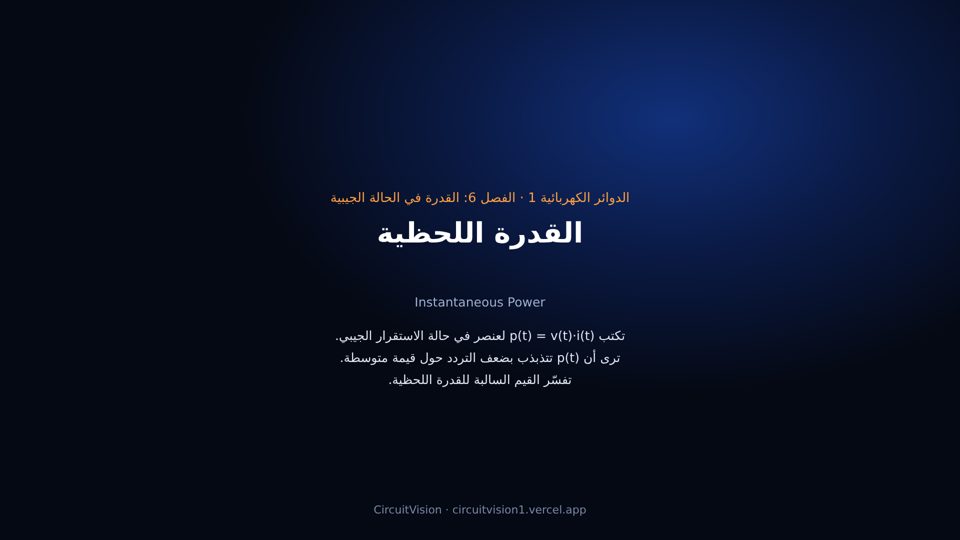 الدوائر الكهربائية 1 · الفصل 6: القدرة في الحالة الجيبية
القدرة اللحظية
Instantaneous Power
تكتب p(t) = v(t)·i(t) لعنصر في حالة الاستقرار الجيبي.
ترى أن p(t) تتذبذب بضعف التردد حول قيمة متوسطة.
تفسّر القيم السالبة للقدرة اللحظية.
CircuitVision · circuitvision1.vercel.app